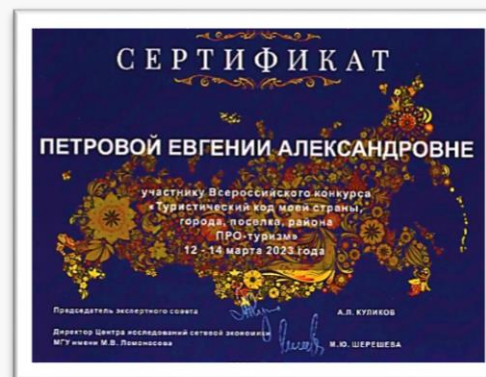 СЕРТИФИКАТ
ПЕТРОВОЙ ЕВГЕНИИ АЛЕКСАНДРОВНЕ
участнику Всероссийского конкурса
«Туристический код моей страны,
города, поселка, района
ПРО-туризм»
12 - 14 марта 2023 года
Председатель экспертного совета А.Л. КУЛИКОВ
Директор Центра исследований сетевой экономики
МГУ имени М.В. Ломоносова М.Ю. ШЕРЕШЕВА